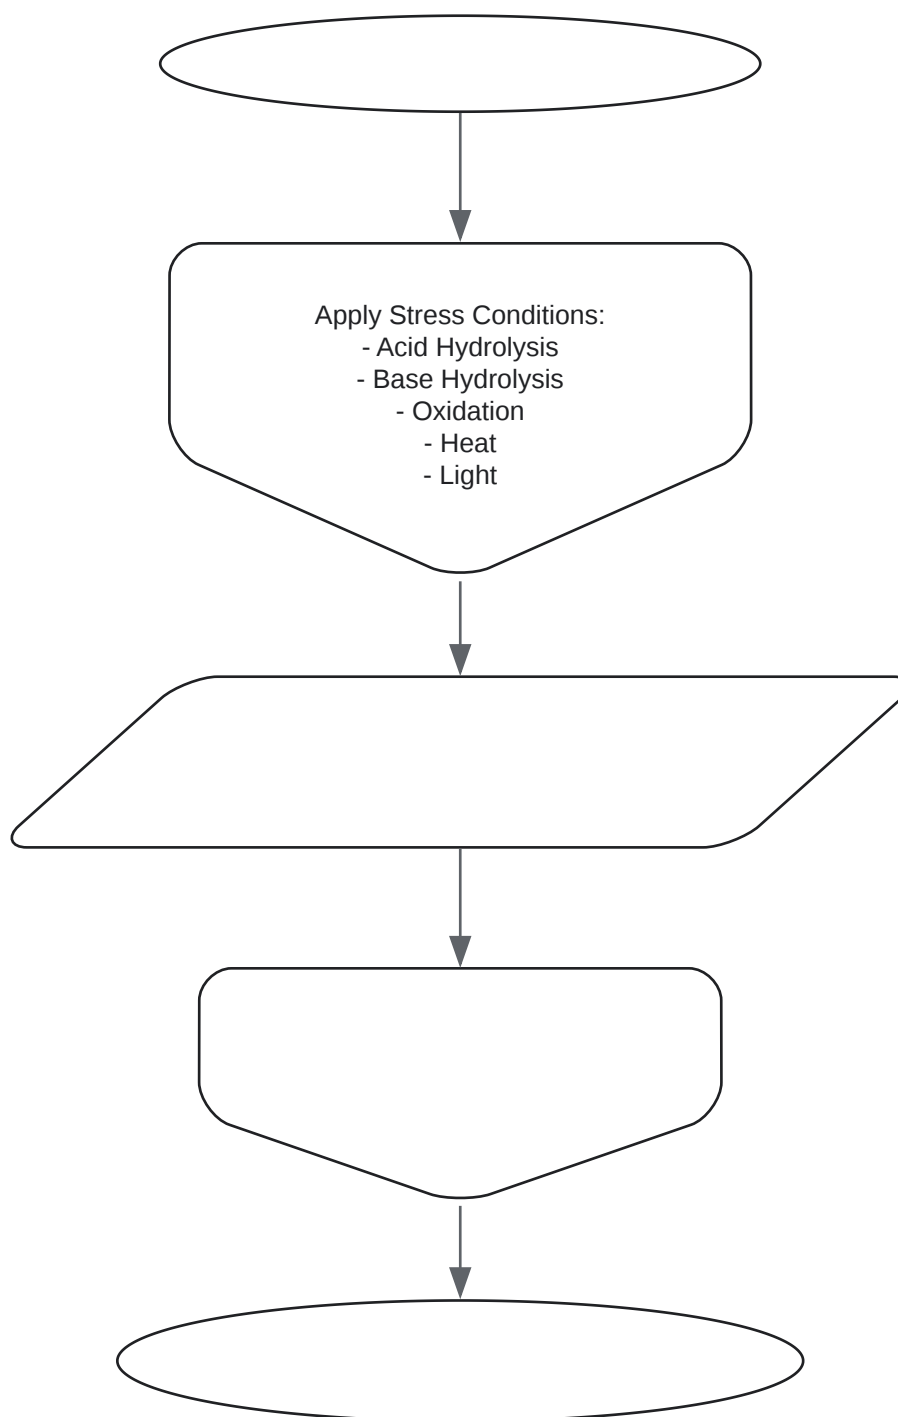 Apply Stress Conditions:
- Acid Hydrolysis
- Base Hydrolysis
- Oxidation
- Heat
- Light